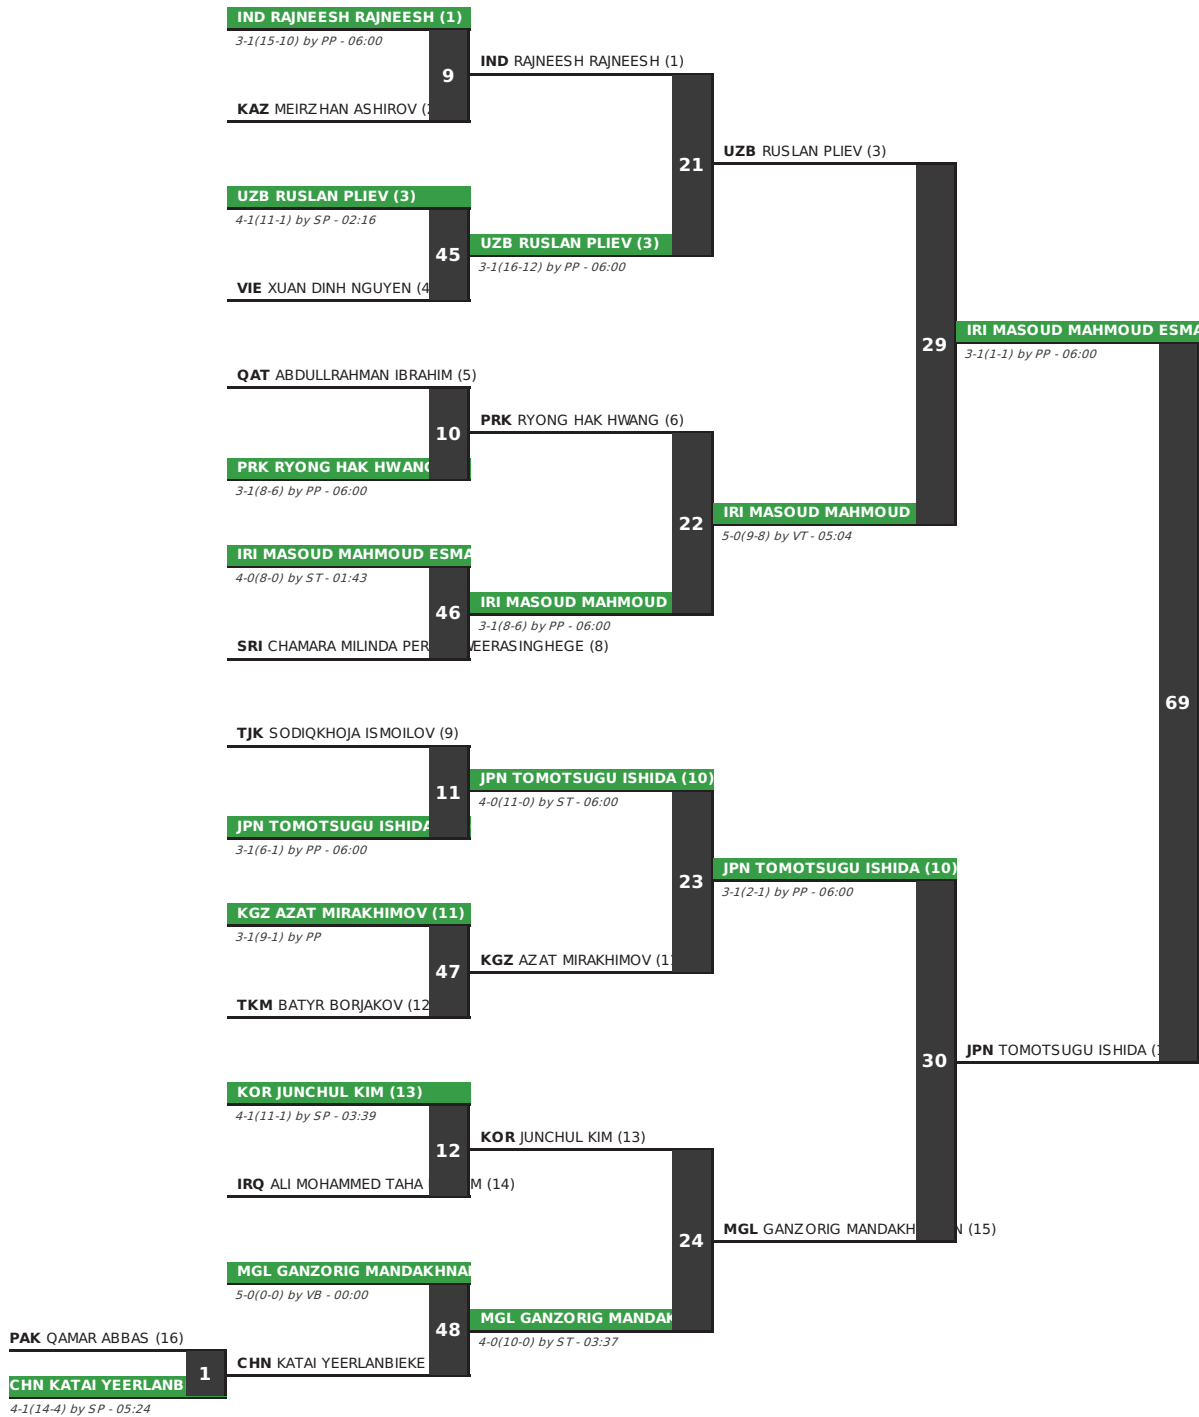 IND RAJNEESH RAJNEESH (1)
3-1(15-10) by PP - 06:00
9
KAZ MEIRZHAN ASHIROV
IND RAJNEESH RAJNEESH (1)
21
UZB RUSLAN PLIEV (3)
UZB RUSLAN PLIEV (3)
4-1(11-1) by SP - 02:16
45
VIE XUAN DINH NGUYEN (4
UZB RUSLAN PLIEV (3)
3-1(16-12) by PP - 06:00
29
IRI MASOUD MAHMOUD ESMA
3-1(1-1) by PP - 06:00
QAT ABDULLRAHMAN IBRAHIM (5)
10
PRK RYONG HAK HWANG
3-1(8-6) by PP - 06:00
PRK RYONG HAK HWANG (6)
22
IRI MASOUD MAHMOUD
5-0(9-8) by VT - 05:04
IRI MASOUD MAHMOUD ESMA
4-0(8-0) by ST - 01:43
46
SRI CHAMARA MILINDA PER WEERASINGHEGE (8)
IRI MASOUD MAHMOUD
3-1(8-6) by PP - 06:00
69
TJK SODIQKHOJA ISMOILOV (9)
11
JPN TOMOTSUGU ISHIDA
3-1(6-1) by PP - 06:00
JPN TOMOTSUGU ISHIDA (10)
4-0(11-0) by ST - 06:00
23
JPN TOMOTSUGU ISHIDA (10)
3-1(2-1) by PP - 06:00
KGZ AZAT MIRAKHIMOV (11)
3-1(9-1) by PP
47
TKM BATYR BORJAKOV (12
KGZ AZAT MIRAKHIMOV (11
30
JPN TOMOTSUGU ISHIDA
KOR JUNCHUL KIM (13)
4-1(11-1) by SP - 03:39
12
IRQ ALI MOHAMMED TAHA M (14)
KOR JUNCHUL KIM (13)
24
MGL GANZORIG MANDAKH N (15)
MGL GANZORIG MANDAKHNA
5-0(0-0) by VB - 00:00
48
MGL GANZORIG MANDAK
4-0(10-0) by ST - 03:37
PAK QAMAR ABBAS (16)
1
CHN KATAI YEERLANBIEKE
CHN KATAI YEERLANB
4-1(14-4) by SP - 05:24